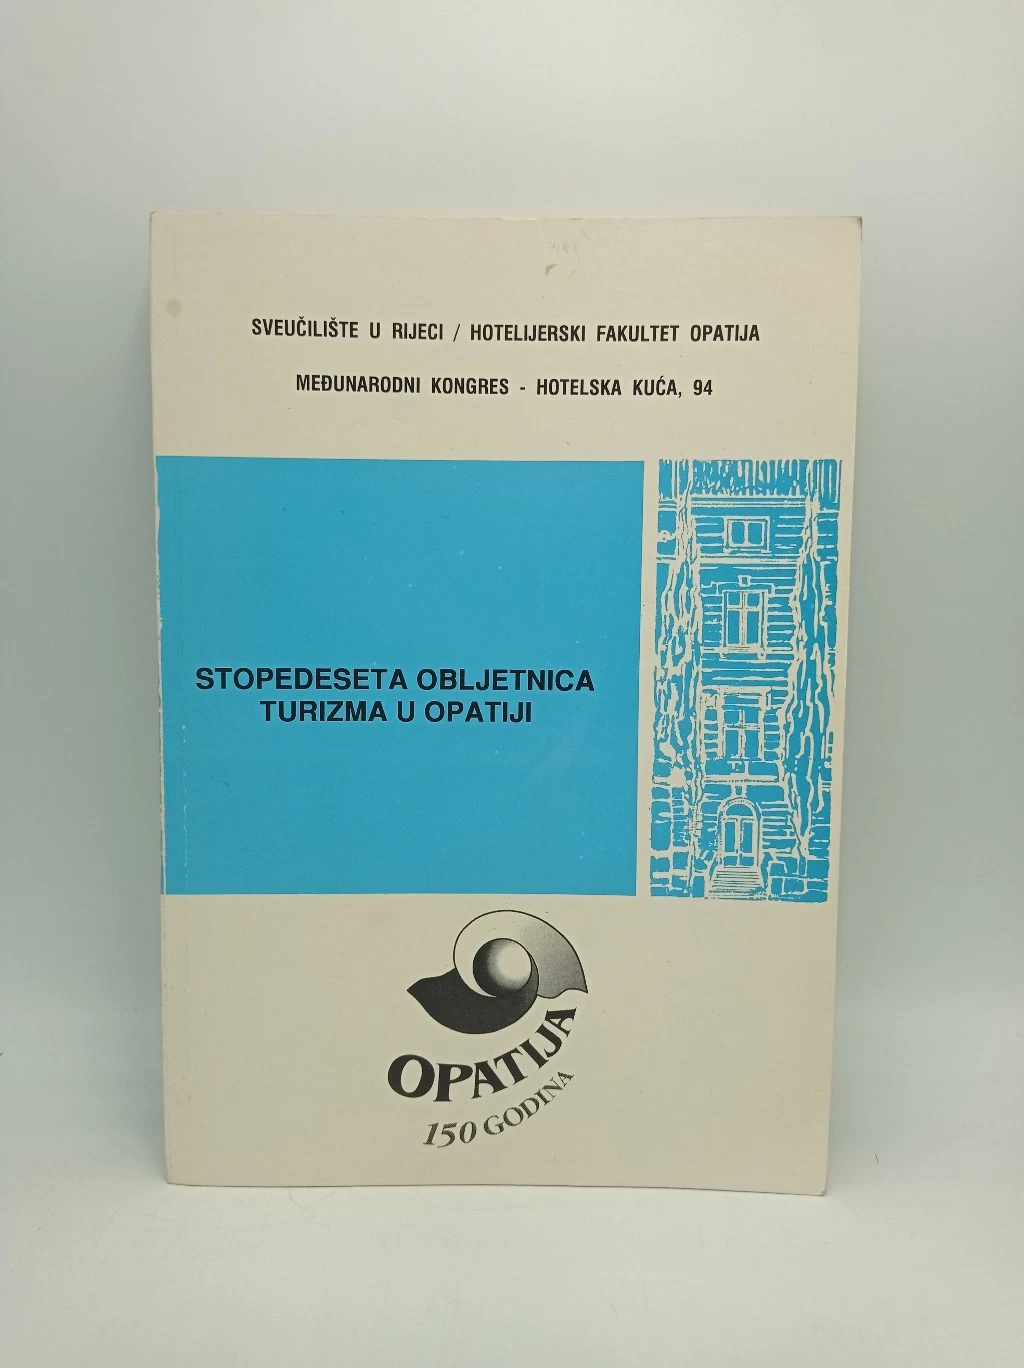 SVEUČILIŠTE U RIJECI / HOTELIJERSKI FAKULTET OPATIJA
MEĐUNARODNI KONGRES - HOTELSKA KUĆA, 94
STOPEDESETA OBLJETNICA
TURIZMA U OPATIJI
OPATIJA
150 GODINA